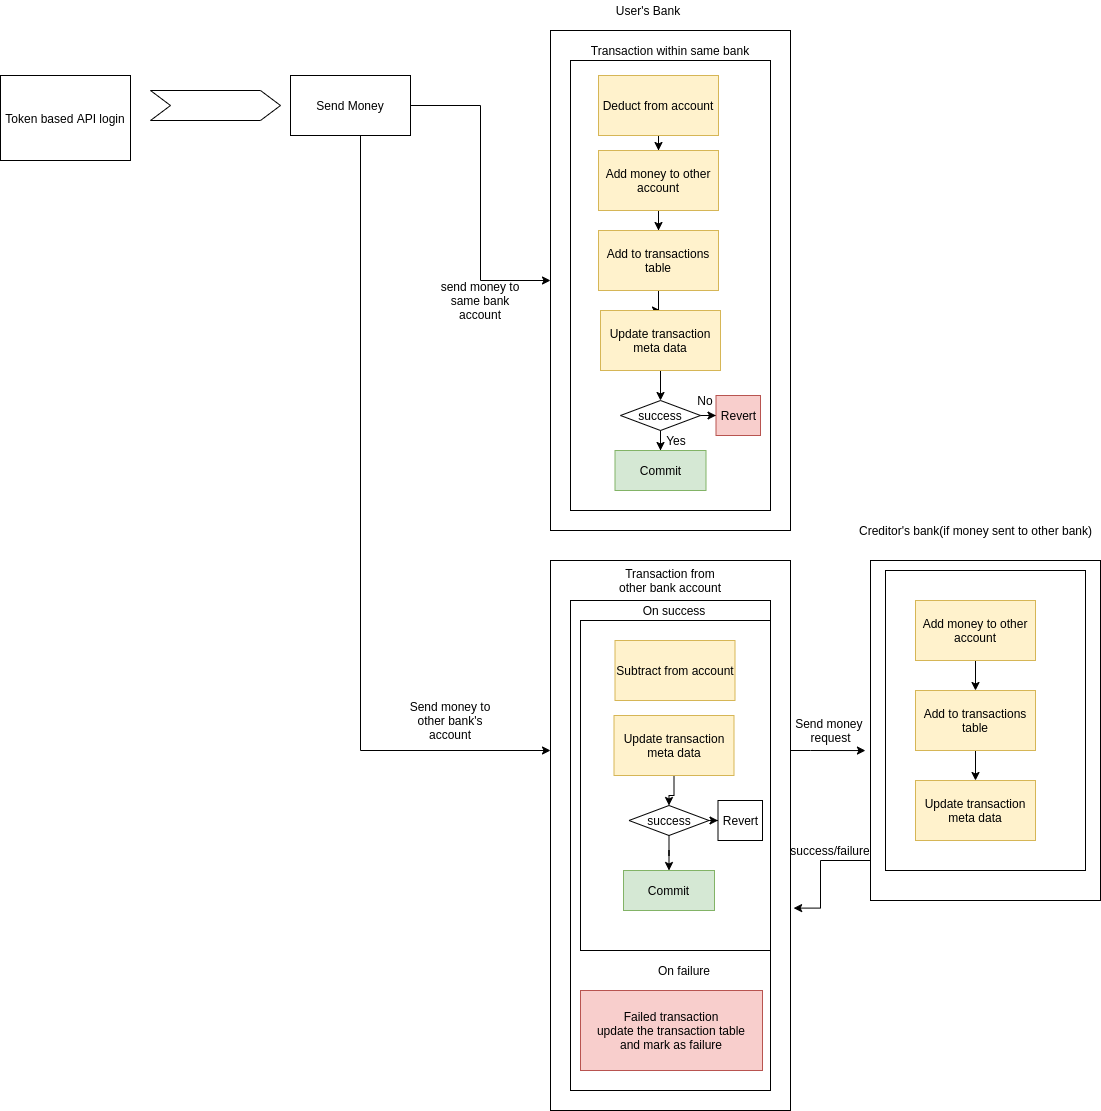 User's Bank
Transaction within same bank
Token based API login
Send Money
Deduct from account
Add money to other
account
Add to transactions
table
send money to
same bank
account
Update transaction
meta data
success
No
Revert
Yes
Commit
Creditor's bank(if money sent to other bank)
Transaction from
other bank account
On success
Subtract from account
Send money to
other bank's
account
Update transaction
meta data
success
Revert
Commit
Send money
request
success/failure
Add money to other
account
Add to transactions
table
Update transaction
meta data
On failure
Failed transaction
update the transaction table
and mark as failure